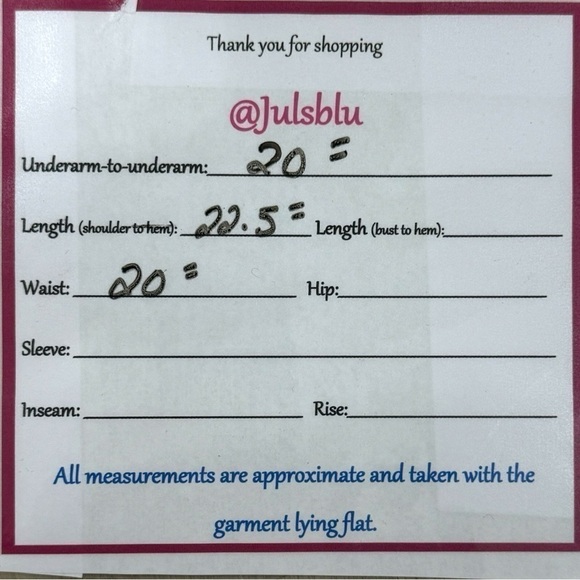 Thank you for shopping
@Julsblu
Underarm-to-underarm: 20 "
Length (shoulder to hem): 22.5 " Length (bust to hem):
Waist: 20 " Hip:
Sleeve:
Inseam: Rise:
All measurements are approximate and taken with the
garment lying flat.